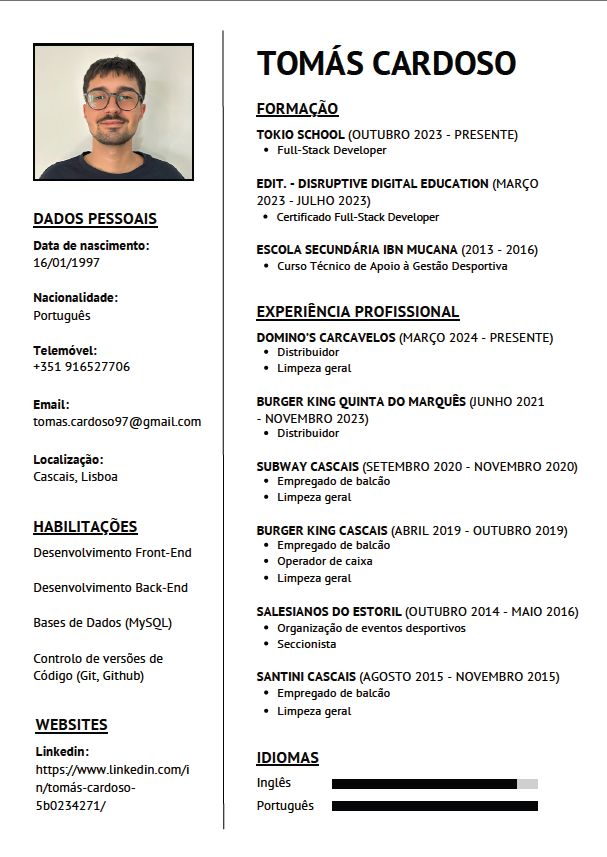 TOMÁS CARDOSO
DADOS PESSOAIS
Data de nascimento:
16/01/1997
Nacionalidade:
Português
Telemóvel:
+351 916527706
Email:
tomas.cardoso97@gmail.com
Localização:
Cascais, Lisboa
HABILITAÇÕES
Desenvolvimento Front-End
Desenvolvimento Back-End
Bases de Dados (MySQL)
Controlo de versões de
Código (Git, Github)
WEBSITES
Linkedin:
https://www.linkedin.com/i
n/tomás-cardoso-
5b0234271/
FORMAÇÃO
TOKIO SCHOOL (OUTUBRO 2023 - PRESENTE)
• Full-Stack Developer
EDIT. - DISRUPTIVE DIGITAL EDUCATION (MARÇO
2023 - JULHO 2023)
• Certificado Full-Stack Developer
ESCOLA SECUNDÁRIA IBN MUCANA (2013 - 2016)
• Curso Técnico de Apoio à Gestão Desportiva
EXPERIÊNCIA PROFISSIONAL
DOMINO'S CARCAVELOS (MARÇO 2024 - PRESENTE)
• Distribuidor
• Limpeza geral
BURGER KING QUINTA DO MARQUÊS (JUNHO 2021
- NOVEMBRO 2023)
• Distribuidor
SUBWAY CASCAIS (SETEMBRO 2020 - NOVEMBRO 2020)
• Empregado de balcão
• Limpeza geral
BURGER KING CASCAIS (ABRIL 2019 - OUTUBRO 2019)
• Empregado de balcão
• Operador de caixa
• Limpeza geral
SALESIANOS DO ESTORIL (OUTUBRO 2014 - MAIO 2016)
• Organização de eventos desportivos
• Seccionista
SANTINI CASCAIS (AGOSTO 2015 - NOVEMBRO 2015)
• Empregado de balcão
• Limpeza geral
IDIOMAS
Inglês
Português